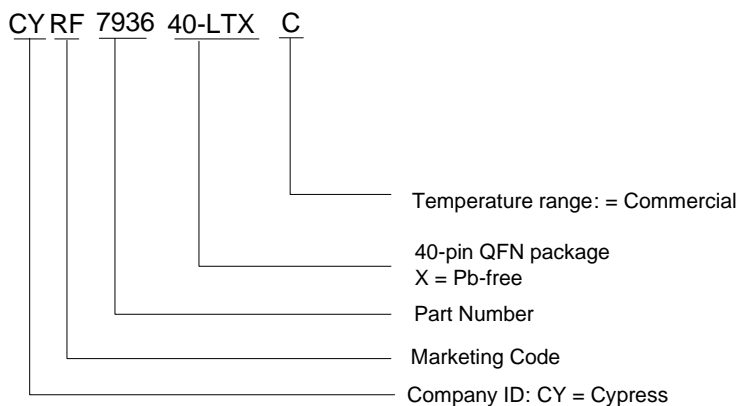 CY RF 7936 40-LTX C
Temperature range: = Commercial
40-pin QFN package
X = Pb-free
Part Number
Marketing Code
Company ID: CY = Cypress